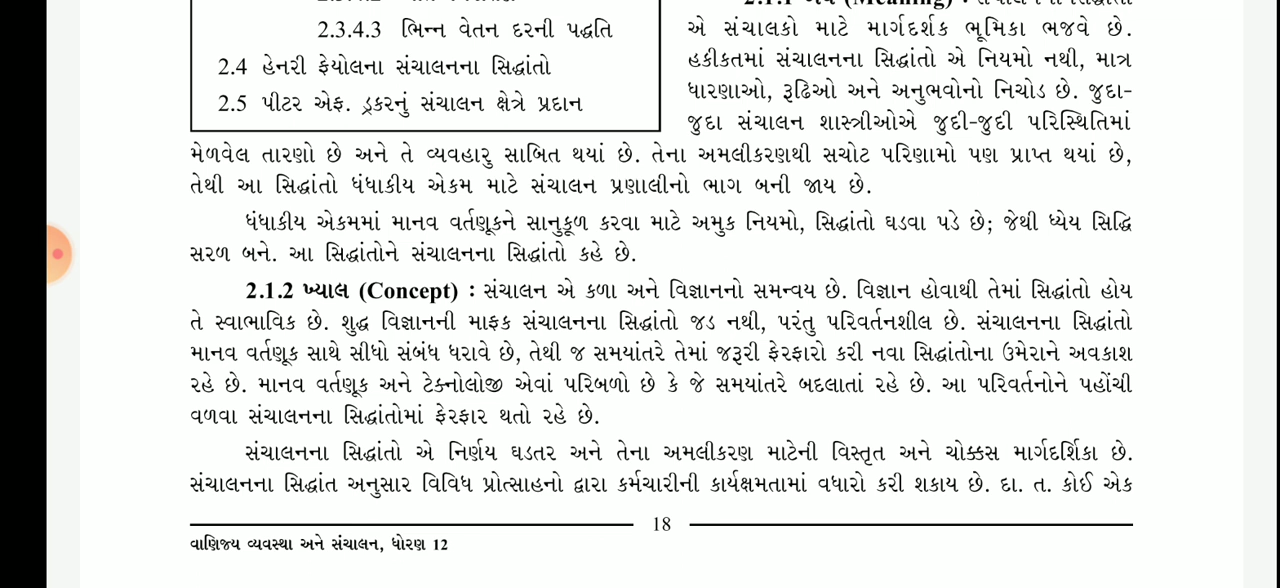 2.3.4.3 ભિન્ન વેતન દરની પદ્ધતિ
2.4 હેનરી ફેયોલના સંચાલનના સિદ્ધાંતો
2.5 પીટર એફ. ડ્રકરનું સંચાલન ક્ષેત્રે પ્રદાન
એ સંચાલકો માટે માર્ગદર્શક ભૂમિકા ભજવે છે.
હકીકતમાં સંચાલનના સિદ્ધાંતો એ નિયમો નથી, માત્ર
ધારણાઓ, રૂઢિઓ અને અનુભવોનો નિચોડ છે. જુદા-
જુદા સંચાલન શાસ્ત્રીઓએ જુદી-જુદી પરિસ્થિતિમાં
મેળવેલ તારણો છે અને તે વ્યવહારુ સાબિત થયાં છે. તેના અમલીકરણથી સચોટ પરિણામો પણ પ્રાપ્ત થયાં છે,
તેથી આ સિદ્ધાંતો ધંધાકીય એકમ માટે સંચાલન પ્રણાલીનો ભાગ બની જાય છે.
ધંધાકીય એકમમાં માનવ વર્તણૂકને સાનુકૂળ કરવા માટે અમુક નિયમો, સિદ્ધાંતો ઘડવા પડે છે; જેથી ધ્યેય સિદ્ધિ
સરળ બને. આ સિદ્ધાંતોને સંચાલનના સિદ્ધાંતો કહે છે.
2.1.2 ખ્યાલ (Concept) : સંચાલન એ કળા અને વિજ્ઞાનનો સમન્વય છે. વિજ્ઞાન હોવાથી તેમાં સિદ્ધાંતો હોય
તે સ્વાભાવિક છે. શુદ્ધ વિજ્ઞાનની માફક સંચાલનના સિદ્ધાંતો જડ નથી, પરંતુ પરિવર્તનશીલ છે. સંચાલનના સિદ્ધાંતો
માનવ વર્તણૂક સાથે સીધો સંબંધ ધરાવે છે, તેથી જ સમયાંતરે તેમાં જરૂરી ફેરફારો કરી નવા સિદ્ધાંતોના ઉમેરાને અવકાશ
રહે છે. માનવ વર્તણૂક અને ટેક્નોલોજી એવાં પરિબળો છે કે જે સમયાંતરે બદલાતાં રહે છે. આ પરિવર્તનોને પહોંચી
વળવા સંચાલનના સિદ્ધાંતોમાં ફેરફાર થતો રહે છે.
સંચાલનના સિદ્ધાંતો એ નિર્ણય ઘડતર અને તેના અમલીકરણ માટેની વિસ્તૃત અને ચોક્કસ માર્ગદર્શિકા છે.
સંચાલનના સિદ્ધાંત અનુસાર વિવિધ પ્રોત્સાહનો દ્વારા કર્મચારીની કાર્યક્ષમતામાં વધારો કરી શકાય છે. દા. ત. કોઈ એક
18
વાણિજ્ય વ્યવસ્થા અને સંચાલન, ધોરણ 12